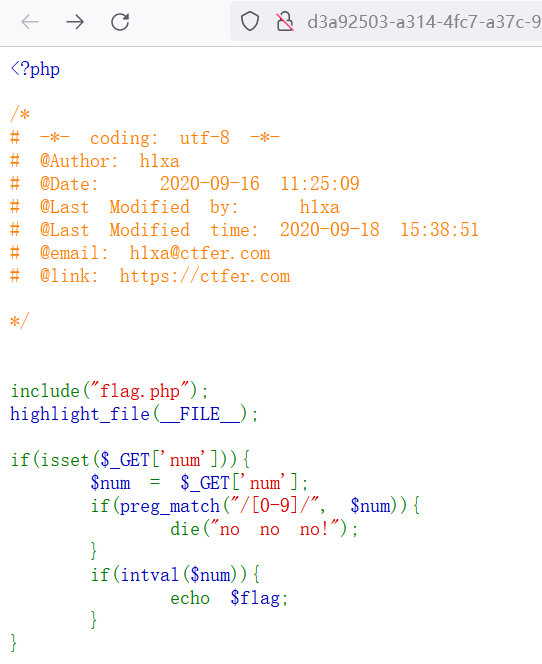 d3a92503-a314-4fc7-a37c-9
<?php
/*
# -*- coding: utf-8 -*-
# @Author: hlxa
# @Date: 2020-09-16 11:25:09
# @Last Modified by: hlxa
# @Last Modified time: 2020-09-18 15:38:51
# @email: hlxa@ctfer.com
# @link: https://ctfer.com
*/
include("flag.php");
highlight_file(__FILE__);
if(isset($_GET['num'])){
$num = $_GET['num'];
if(preg_match("/[0-9]/", $num)){
die("no no no!");
}
if(intval($num)){
echo $flag;
}
}